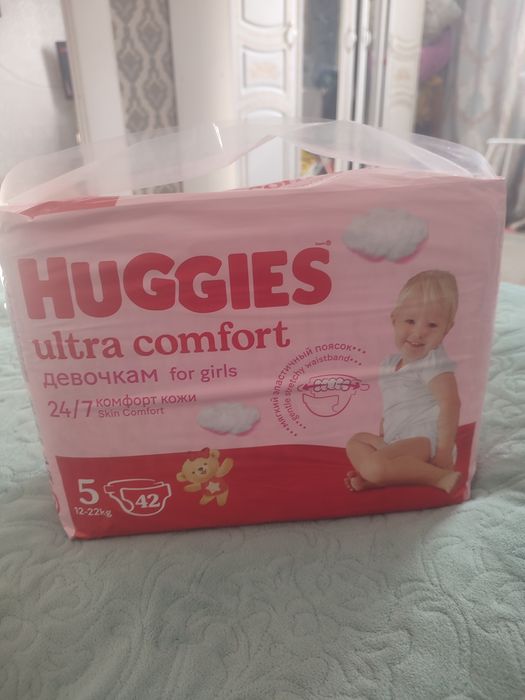 HUGGIES
ultra comfort
девочкам for girls
24/7 комфорт кожи
Skin Comfort
мягкий эластичный поясок
gentle stretchy waistband
5
42
12-22kg